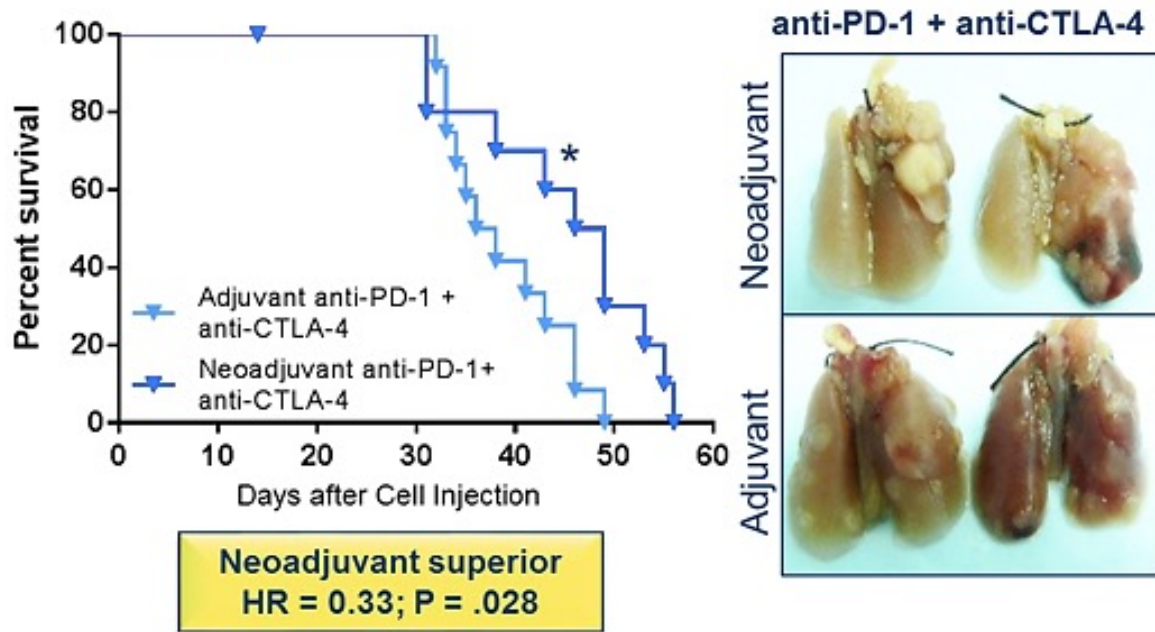 anti-PD-1 + anti-CTLA-4
100
80
60
40
20
0
Percent survival
*
Adjuvant anti-PD-1 +
anti-CTLA-4
Neoadjuvant anti-PD-1+
anti-CTLA-4
0 10 20 30 40 50 60
Days after Cell Injection
Neoadjuvant superior
HR = 0.33; P = .028
Neoadjuvant
Adjuvant